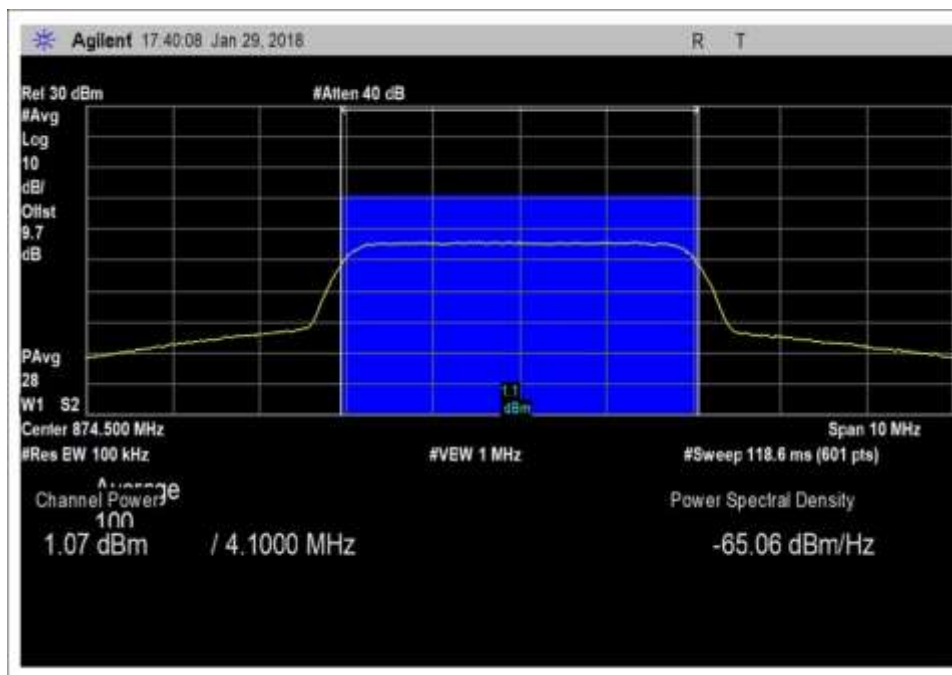 Agilent 17:40:08 Jan 29, 2018 R T
Ref 30 dBm #Atten 40 dB
#Avg
Log
10
dB/
Offst
9.7
dB
PAvg
28
W1 S2
1.1
dBm
Center 874.500 MHz Span 10 MHz
#Res BW 100 kHz #VBW 1 MHz #Sweep 118.6 ms (601 pts)
Average
Channel Power Power Spectral Density
100
1.07 dBm / 4.1000 MHz -65.06 dBm/Hz